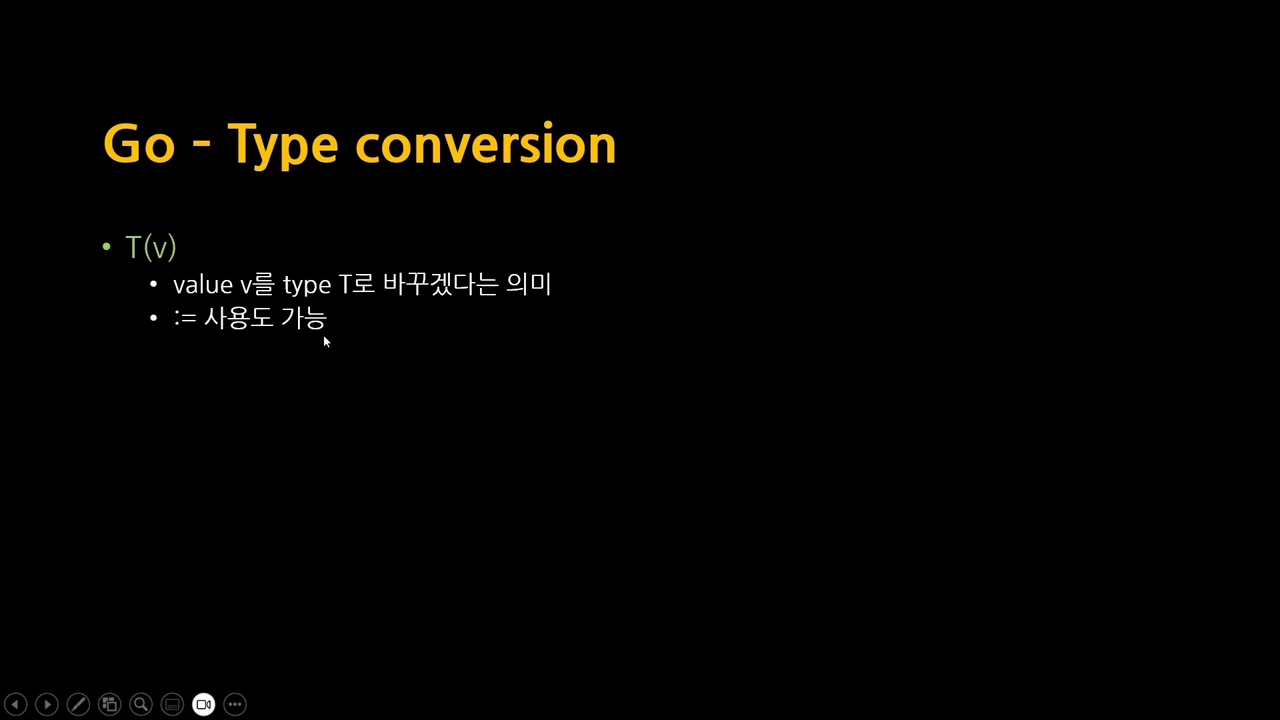 Go - Type conversion
• T(v)
• value v를 type T로 바꾸겠다는 의미
• := 사용도 가능